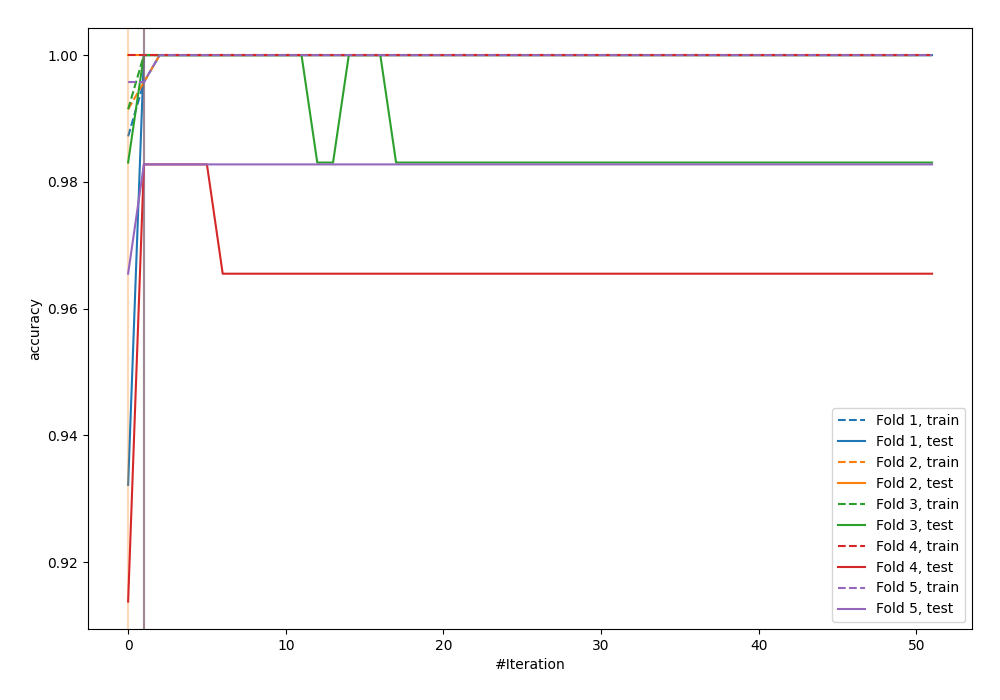 1.00
0.98
0.96
0.94
0.92
accuracy
0
10
20
30
40
50
#Iteration
Fold 1, train
Fold 1, test
Fold 2, train
Fold 2, test
Fold 3, train
Fold 3, test
Fold 4, train
Fold 4, test
Fold 5, train
Fold 5, test